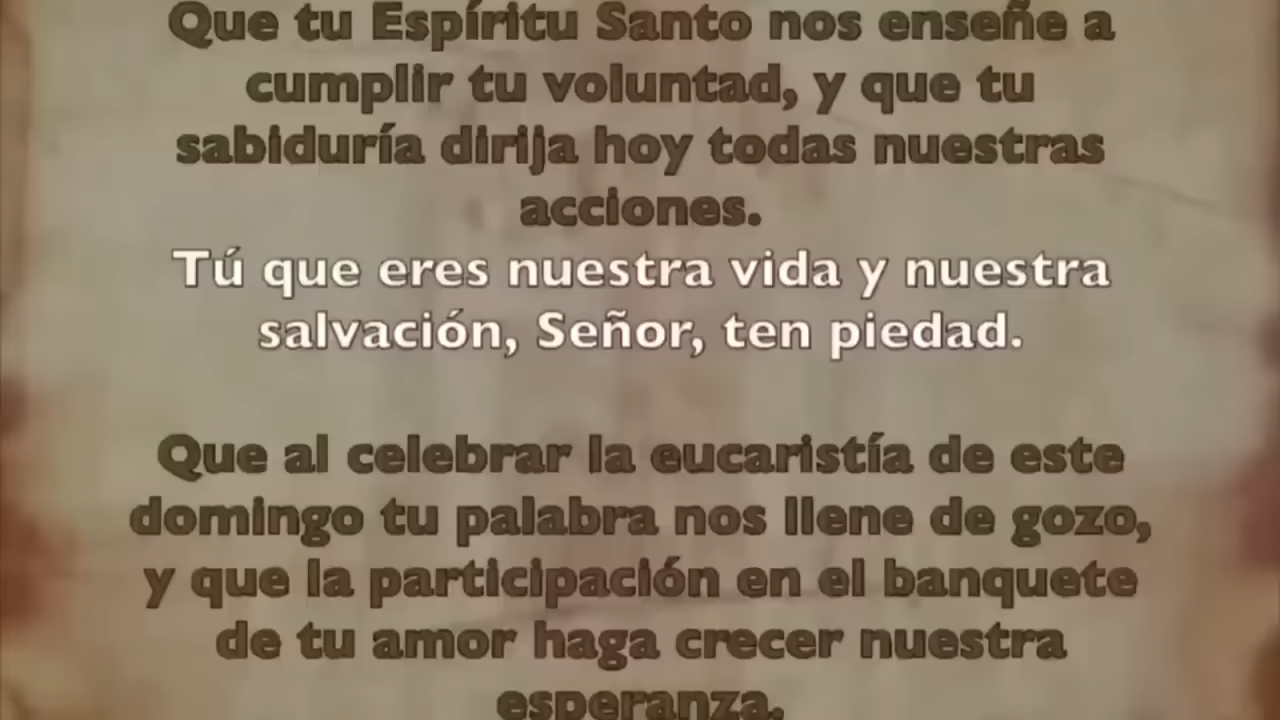 Que tu Espíritu Santo nos enseñe a
cumplir tu voluntad, y que tu
sabiduría dirija hoy todas nuestras
acciones.
Tú que eres nuestra vida y nuestra
salvación, Señor, ten piedad.
Que al celebrar la eucaristía de este
domingo tu palabra nos llene de gozo,
y que la participación en el banquete
de tu amor haga crecer nuestra
esperanza.